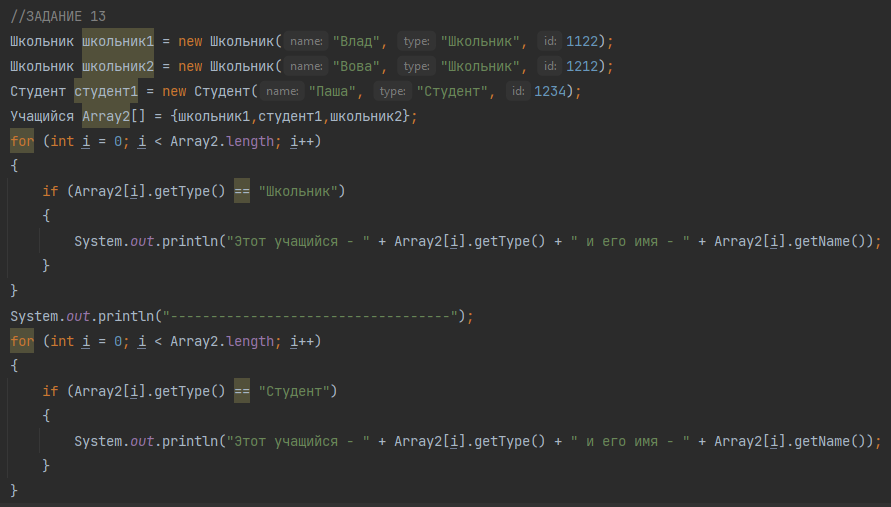 //ЗАДАНИЕ 13
Школьник школьник1 = new Школьник( name: "Влад", type: "Школьник", id: 1122);
Школьник школьник2 = new Школьник( name: "Вова", type: "Школьник", id: 1212);
Студент студент1 = new Студент( name: "Паша", type: "Студент", id: 1234);
Учащийся Array2[] = {школьник1,студент1,школьник2};
for (int i = 0; i < Array2.length; i++)
{
    if (Array2[i].getType() == "Школьник")
    {
        System.out.println("Этот учащийся - " + Array2[i].getType() + " и его имя - " + Array2[i].getName());
    }
}
System.out.println("-----------------------------------");
for (int i = 0; i < Array2.length; i++)
{
    if (Array2[i].getType() == "Студент")
    {
        System.out.println("Этот учащийся - " + Array2[i].getType() + " и его имя - " + Array2[i].getName());
    }
}